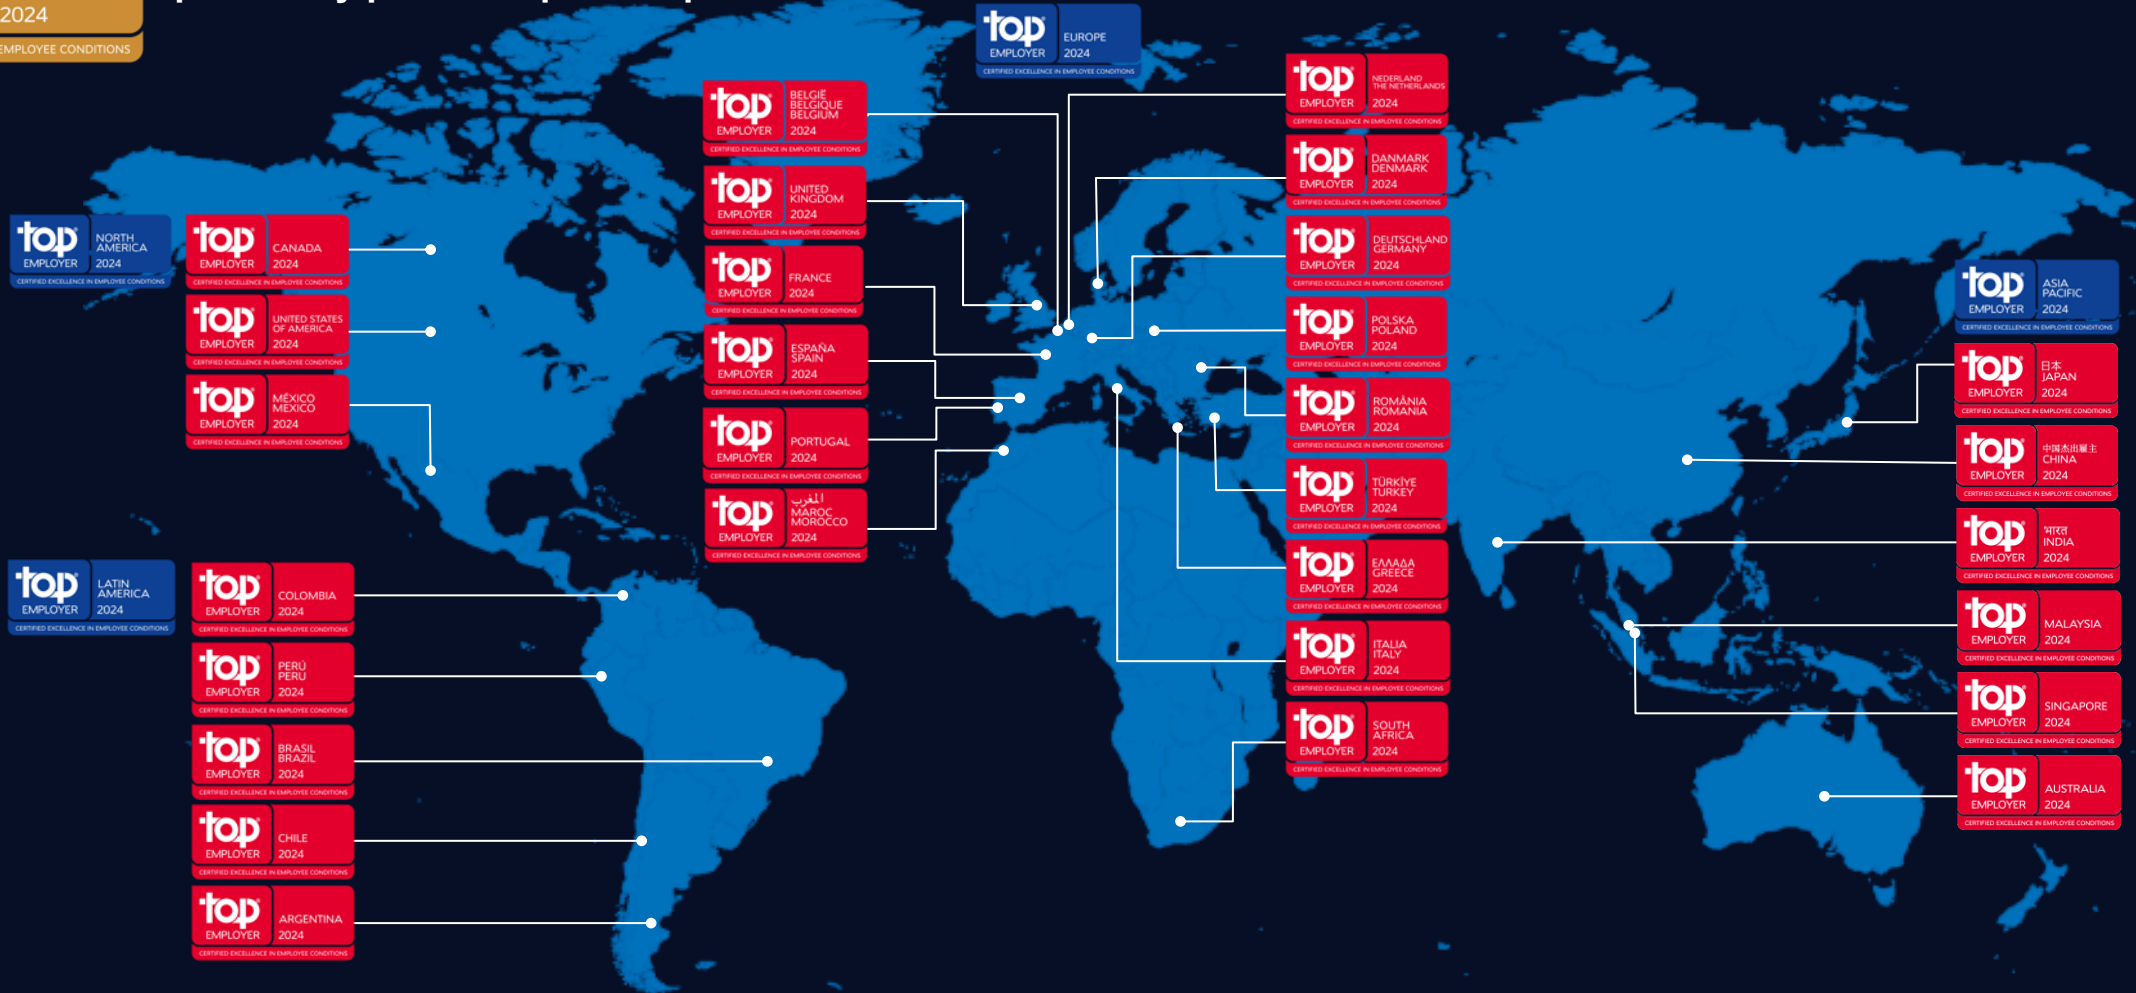 2024
EMPLOYEE CONDITIONS
top
EMPLOYER
EUROPE
2024
CERTIFIED EXCELLENCE IN EMPLOYEE CONDITIONS
top
EMPLOYER
BELGIË
BELGIQUE
BELGIUM
2024
CERTIFIED EXCELLENCE IN EMPLOYEE CONDITIONS
top
EMPLOYER
UNITED
KINGDOM
2024
CERTIFIED EXCELLENCE IN EMPLOYEE CONDITIONS
top
EMPLOYER
FRANCE
2024
CERTIFIED EXCELLENCE IN EMPLOYEE CONDITIONS
top
EMPLOYER
ESPAÑA
SPAIN
2024
CERTIFIED EXCELLENCE IN EMPLOYEE CONDITIONS
top
EMPLOYER
PORTUGAL
2024
CERTIFIED EXCELLENCE IN EMPLOYEE CONDITIONS
top
EMPLOYER
المغرب
MAROC
MOROCCO
2024
CERTIFIED EXCELLENCE IN EMPLOYEE CONDITIONS
top
EMPLOYER
NEDERLAND
THE NETHERLANDS
2024
CERTIFIED EXCELLENCE IN EMPLOYEE CONDITIONS
top
EMPLOYER
DANMARK
DENMARK
2024
CERTIFIED EXCELLENCE IN EMPLOYEE CONDITIONS
top
EMPLOYER
DEUTSCHLAND
GERMANY
2024
CERTIFIED EXCELLENCE IN EMPLOYEE CONDITIONS
top
EMPLOYER
POLSKA
POLAND
2024
CERTIFIED EXCELLENCE IN EMPLOYEE CONDITIONS
top
EMPLOYER
ROMÂNIA
ROMANIA
2024
CERTIFIED EXCELLENCE IN EMPLOYEE CONDITIONS
top
EMPLOYER
TÜRKİYE
TURKEY
2024
CERTIFIED EXCELLENCE IN EMPLOYEE CONDITIONS
top
EMPLOYER
ΕΛΛΑΔΑ
GREECE
2024
CERTIFIED EXCELLENCE IN EMPLOYEE CONDITIONS
top
EMPLOYER
ITALIA
ITALY
2024
CERTIFIED EXCELLENCE IN EMPLOYEE CONDITIONS
top
EMPLOYER
SOUTH
AFRICA
2024
CERTIFIED EXCELLENCE IN EMPLOYEE CONDITIONS
top
EMPLOYER
NORTH
AMERICA
2024
CERTIFIED EXCELLENCE IN EMPLOYEE CONDITIONS
top
EMPLOYER
CANADA
2024
CERTIFIED EXCELLENCE IN EMPLOYEE CONDITIONS
top
EMPLOYER
UNITED STATES
OF AMERICA
2024
CERTIFIED EXCELLENCE IN EMPLOYEE CONDITIONS
top
EMPLOYER
MÉXICO
MEXICO
2024
CERTIFIED EXCELLENCE IN EMPLOYEE CONDITIONS
top
EMPLOYER
LATIN
AMERICA
2024
CERTIFIED EXCELLENCE IN EMPLOYEE CONDITIONS
top
EMPLOYER
COLOMBIA
2024
CERTIFIED EXCELLENCE IN EMPLOYEE CONDITIONS
top
EMPLOYER
PERÚ
PERU
2024
CERTIFIED EXCELLENCE IN EMPLOYEE CONDITIONS
top
EMPLOYER
BRASIL
BRAZIL
2024
CERTIFIED EXCELLENCE IN EMPLOYEE CONDITIONS
top
EMPLOYER
CHILE
2024
CERTIFIED EXCELLENCE IN EMPLOYEE CONDITIONS
top
EMPLOYER
ARGENTINA
2024
CERTIFIED EXCELLENCE IN EMPLOYEE CONDITIONS
top
EMPLOYER
ASIA
PACIFIC
2024
CERTIFIED EXCELLENCE IN EMPLOYEE CONDITIONS
top
EMPLOYER
日本
JAPAN
2024
CERTIFIED EXCELLENCE IN EMPLOYEE CONDITIONS
top
EMPLOYER
中国杰出雇主
CHINA
2024
CERTIFIED EXCELLENCE IN EMPLOYEE CONDITIONS
top
EMPLOYER
भारत
INDIA
2024
CERTIFIED EXCELLENCE IN EMPLOYEE CONDITIONS
top
EMPLOYER
MALAYSIA
2024
CERTIFIED EXCELLENCE IN EMPLOYEE CONDITIONS
top
EMPLOYER
SINGAPORE
2024
CERTIFIED EXCELLENCE IN EMPLOYEE CONDITIONS
top
EMPLOYER
AUSTRALIA
2024
CERTIFIED EXCELLENCE IN EMPLOYEE CONDITIONS